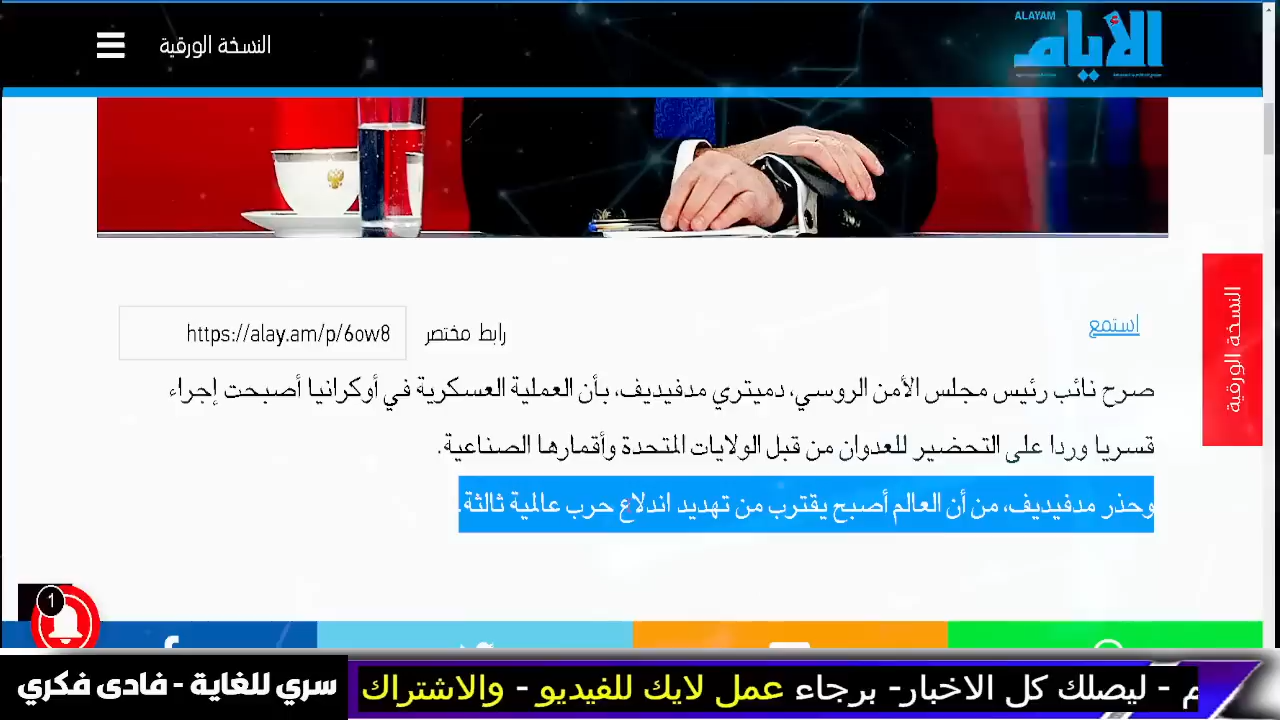 النسخة الورقية
ALAYAM
الأيام
النسخة الورقية
استمع
رابط مختصر
https://alay.am/p/6ow8
صرح نائب رئيس مجلس الأمن الروسي، دميتري مدفيديف، بأن العملية العسكرية في أوكرانيا أصبحت إجراء
قسريا وردا على التحضير للعدوان من قبل الولايات المتحدة وأقمارها الصناعية.
وحذر مدفيديف، من أن العالم أصبح يقترب من تهديد اندلاع حرب عالمية ثالثة.
1
م - ليصلك كل الاخبار- برجاء عمل لايك للفيديو - والاشتراك
سري للغاية - فادى فكري